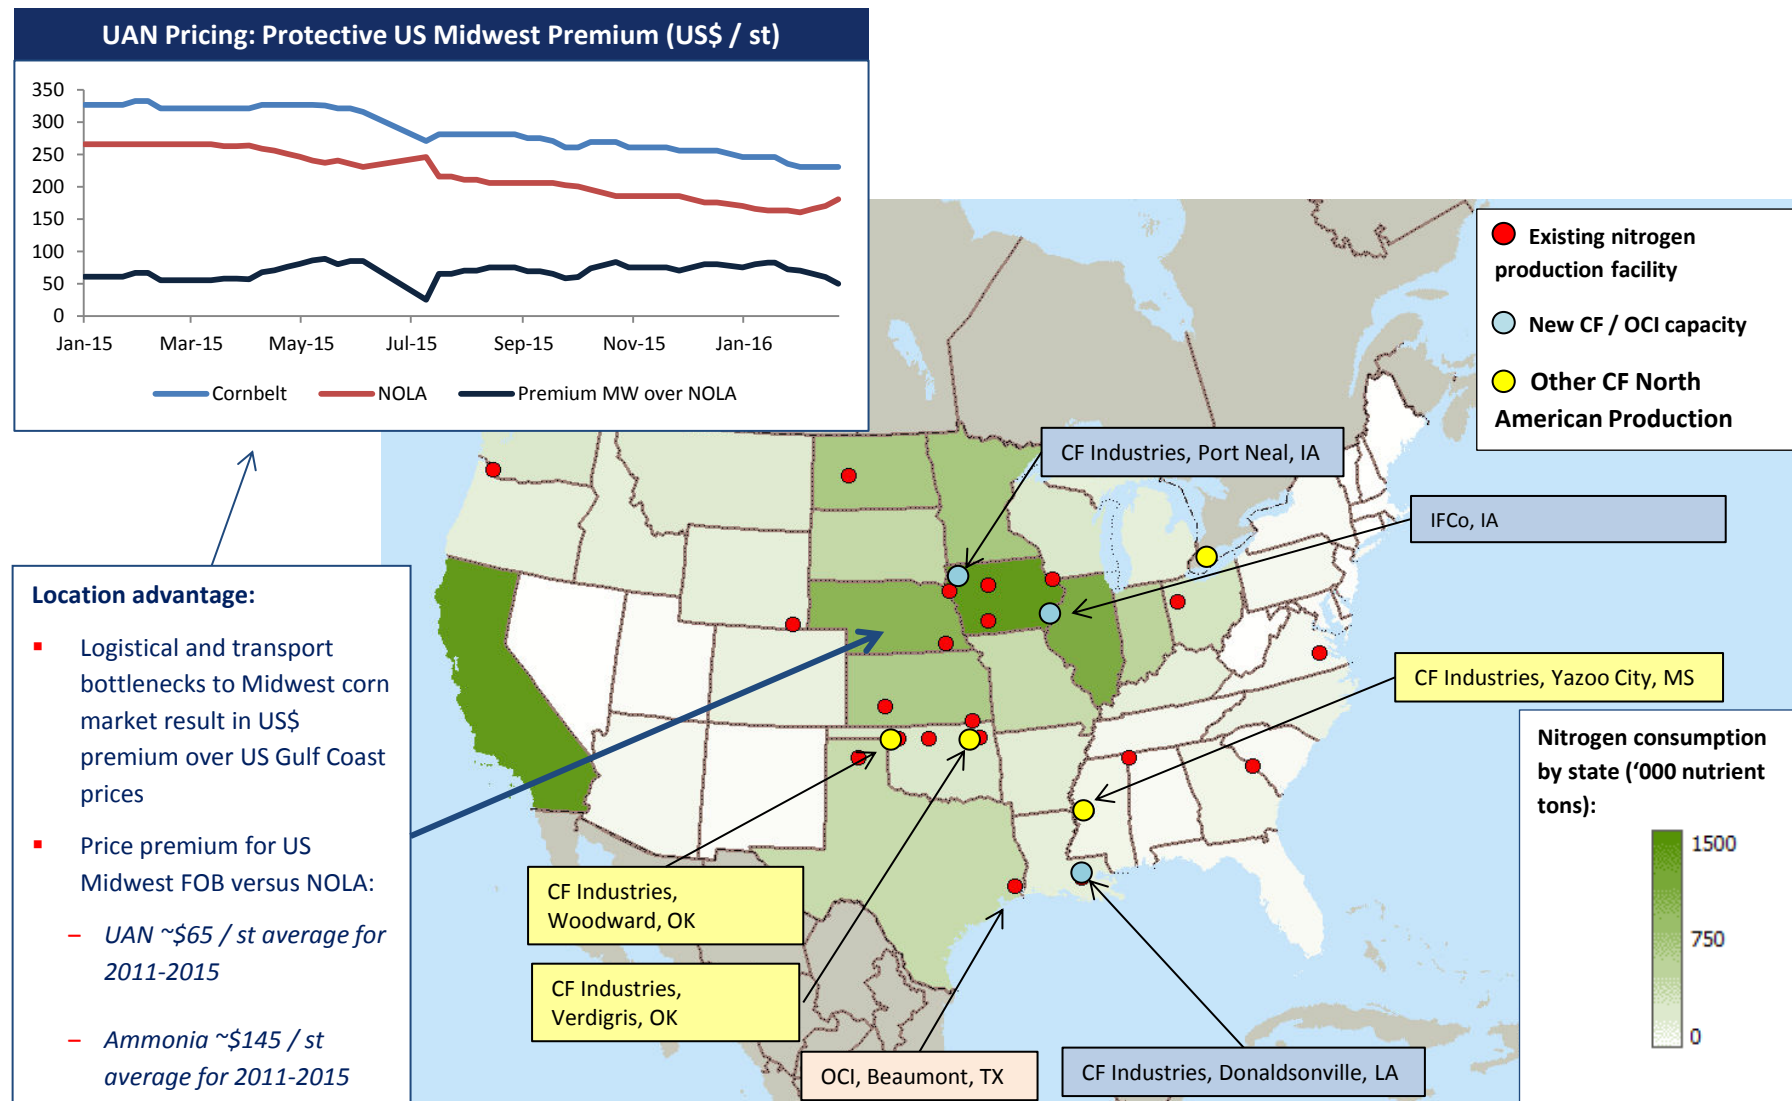 UAN Pricing: Protective US Midwest Premium (US$ / st)
350
300
250
200
150
100
50
0
Jan-15
Mar-15
May-15
Jul-15
Sep-15
Nov-15
Jan-16
Cornbelt
NOLA
Premium MW over NOLA
Existing nitrogen
production facility
New CF / OCI capacity
Other CF North
American Production
CF Industries, Port Neal, IA
IFCo, IA
CF Industries, Yazoo City, MS
Location advantage:
▪ Logistical and transport
bottlenecks to Midwest corn
market result in US$
premium over US Gulf Coast
prices
▪ Price premium for US
Midwest FOB versus NOLA:
– UAN ~$65 / st average for
2011-2015
– Ammonia ~$145 / st
average for 2011-2015
CF Industries,
Woodward, OK
CF Industries,
Verdigris, OK
OCI, Beaumont, TX
CF Industries, Donaldsonville, LA
Nitrogen consumption
by state (‘000 nutrient
tons):
1500
750
0